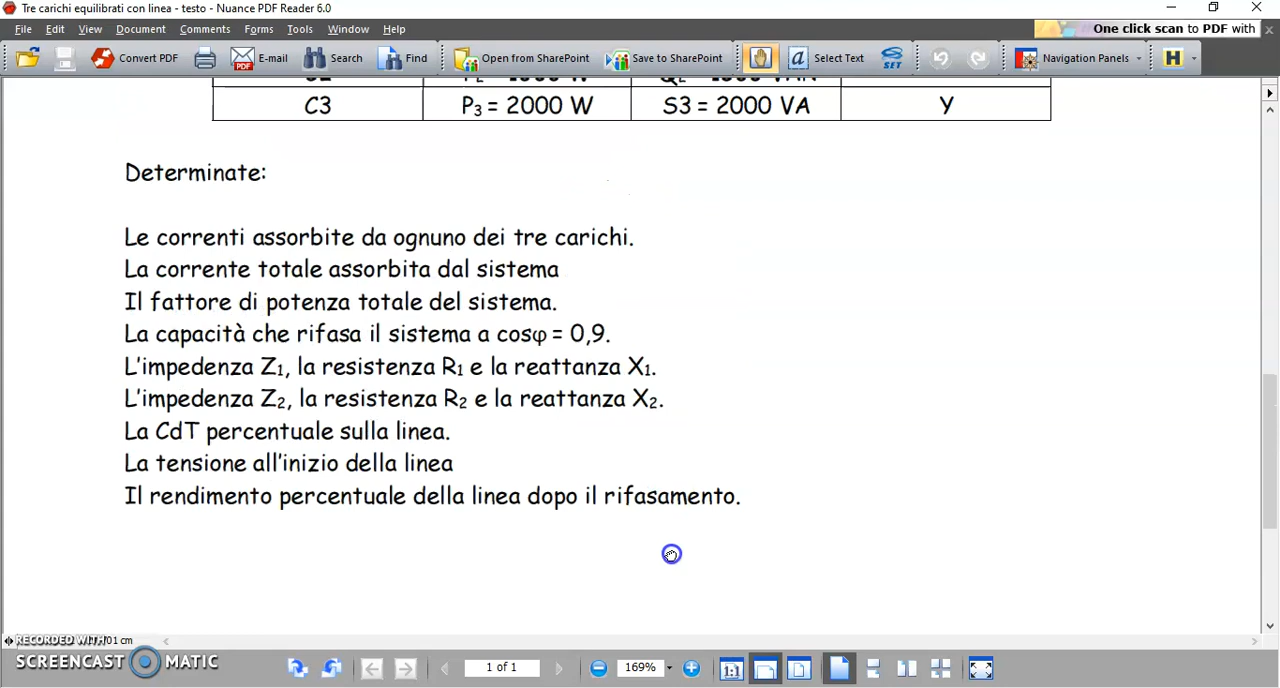 Tre carichi equilibrati con linea - testo - Nuance PDF Reader 6.0
File Edit View Document Comments Forms Tools Window Help
One click scan to PDF with
Convert PDF E-mail Search Find Open from SharePoint Save to SharePoint Select Text SET Navigation Panels H
C3 P3 = 2000 W S3 = 2000 VA Y
Determinate:
Le correnti assorbite da ognuno dei tre carichi.
La corrente totale assorbita dal sistema
Il fattore di potenza totale del sistema.
La capacità che rifasa il sistema a cosφ = 0,9.
L'impedenza Z1, la resistenza R1 e la reattanza X1.
L'impedenza Z2, la resistenza R2 e la reattanza X2.
La CdT percentuale sulla linea.
La tensione all'inizio della linea
Il rendimento percentuale della linea dopo il rifasamento.
RECORDED WITH
SCREENCAST MATIC
1 of 1 169% 1:1